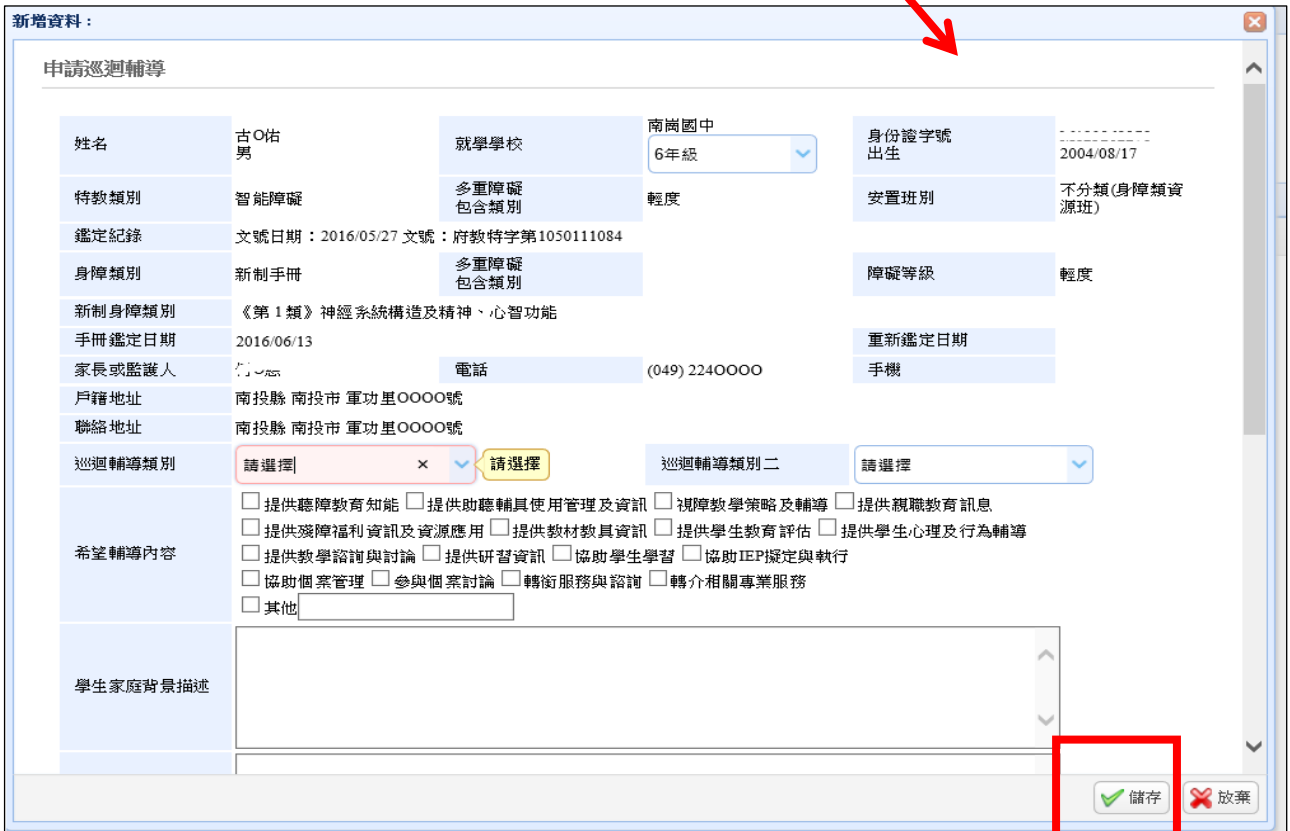 新增資料：
申請巡迴輔導
姓名 古O佑 男 就學學校 南崗國中 6年級 身份證字號 出生 2004/08/17
特教類別 智能障礙 多重障礙 包含類別 輕度 安置班別 不分類(身障類資源班)
鑑定紀錄 文號日期：2016/05/27 文號：府教特字第1050111084
身障類別 新制手冊 多重障礙 包含類別 障礙等級 輕度
新制身障類別 《第1類》神經系統構造及精神、心智功能
手冊鑑定日期 2016/06/13 重新鑑定日期
家長或監護人 電話 (049) 224OOOO 手機
戶籍地址 南投縣 南投市 軍功里OOOO號
聯絡地址 南投縣 南投市 軍功里OOOO號
巡迴輔導類別 請選擇 × 請選擇 巡迴輔導類別二 請選擇
希望輔導內容
提供聽障教育知能 提供助聽輔具使用管理及資訊 視障教學策略及輔導 提供親職教育訊息
提供殘障福利資訊及資源應用 提供教材教具資訊 提供學生教育評估 提供學生心理及行為輔導
提供教學諮詢與討論 提供研習資訊 協助學生學習 協助IEP擬定與執行
協助個案管理 參與個案討論 轉銜服務與諮詢 轉介相關專業服務
其他
學生家庭背景描述
儲存 放棄